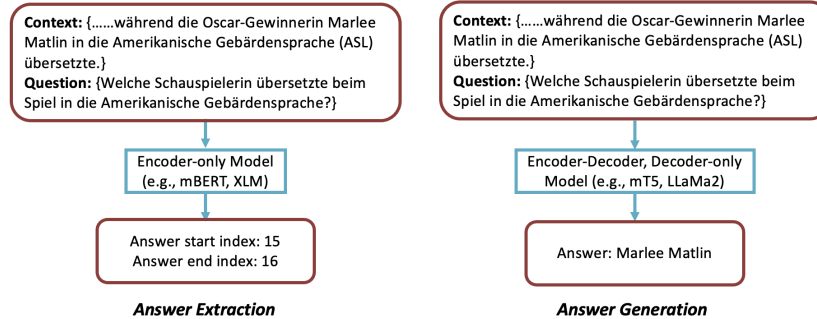 Context: {......während die Oscar-Gewinnerin Marlee
Matlin in die Amerikanische Gebärdensprache (ASL)
übersetzte.}
Question: {Welche Schauspielerin übersetzte beim
Spiel in die Amerikanische Gebärdensprache?}
Encoder-only Model
(e.g., mBERT, XLM)
Answer start index: 15
Answer end index: 16
Answer Extraction
Context: {......während die Oscar-Gewinnerin Marlee
Matlin in die Amerikanische Gebärdensprache (ASL)
übersetzte.}
Question: {Welche Schauspielerin übersetzte beim
Spiel in die Amerikanische Gebärdensprache?}
Encoder-Decoder, Decoder-only
Model (e.g., mT5, LLaMa2)
Answer: Marlee Matlin
Answer Generation